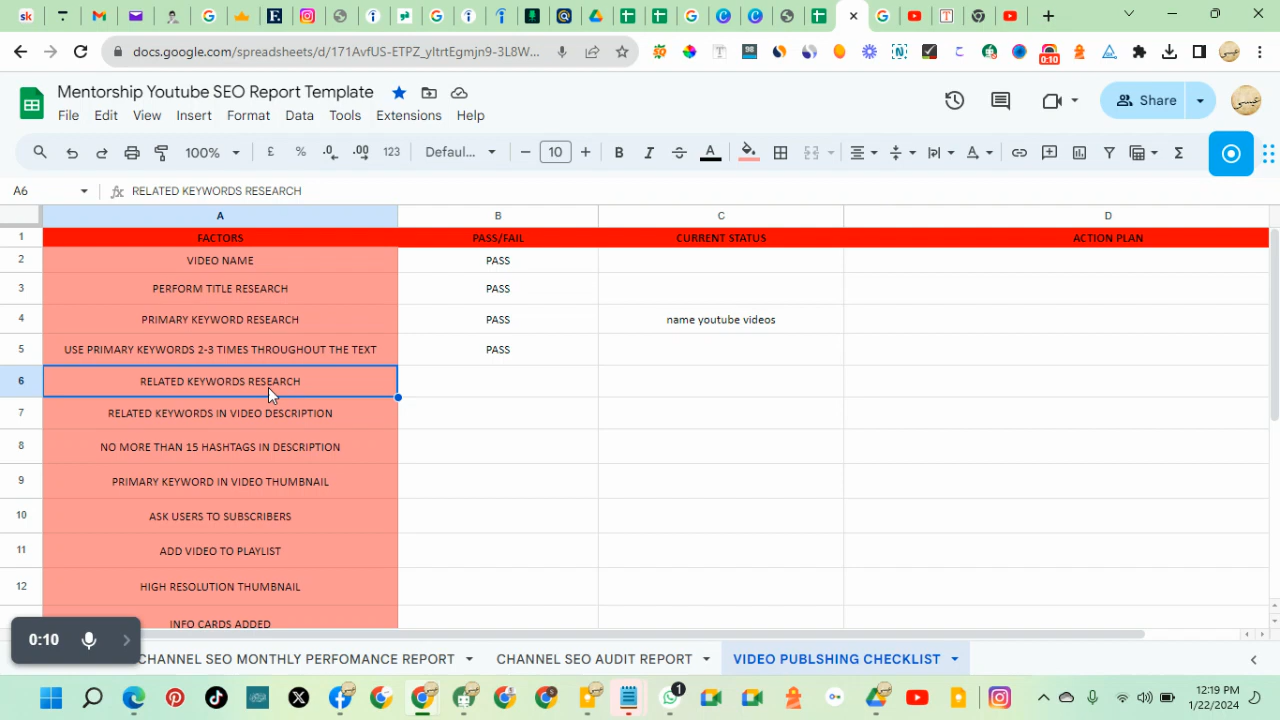 docs.google.com/spreadsheets/d/171AvfUS-ETPZ_yItrtEgmjn9-3L8W...
0:10
Mentorship Youtube SEO Report Template
Share
File Edit View Insert Format Data Tools Extensions Help
100% £ % .0 .00 123 Defaul... 10 B I A
A6 fx RELATED KEYWORDS RESEARCH
A B C D
1 FACTORS PASS/FAIL CURRENT STATUS ACTION PLAN
2 VIDEO NAME PASS
3 PERFORM TITLE RESEARCH PASS
4 PRIMARY KEYWORD RESEARCH PASS name youtube videos
5 USE PRIMARY KEYWORDS 2-3 TIMES THROUGHOUT THE TEXT PASS
6 RELATED KEYWORDS RESEARCH
7 RELATED KEYWORDS IN VIDEO DESCRIPTION
8 NO MORE THAN 15 HASHTAGS IN DESCRIPTION
9 PRIMARY KEYWORD IN VIDEO THUMBNAIL
10 ASK USERS TO SUBSCRIBERS
11 ADD VIDEO TO PLAYLIST
12 HIGH RESOLUTION THUMBNAIL
INFO CARDS ADDED
0:10
CHANNEL SEO MONTHLY PERFOMANCE REPORT CHANNEL SEO AUDIT REPORT VIDEO PUBLSHING CHECKLIST
1
12:19 PM
1/22/2024